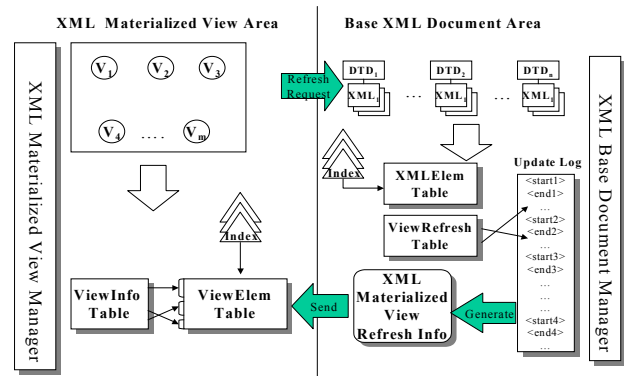 XML Materialized View Area
Base XML Document Area
XML Materialized View Manager
V1
V2
V3
V4
....
Vm
Refresh
Request
DTD1
DTD2
DTDn
XML1
...
XML1
...
XML1
Index
XMLElem
Table
ViewRefresh
Table
Update Log
<start1>
<end1>
...
<start2>
<end2>
...
<start3>
<end3>
...
...
...
<start4>
<end4>
...
XML Base Document Manager
Index
ViewInfo
Table
ViewElem
Table
Send
XML
Materialized
View
Refresh Info
Generate